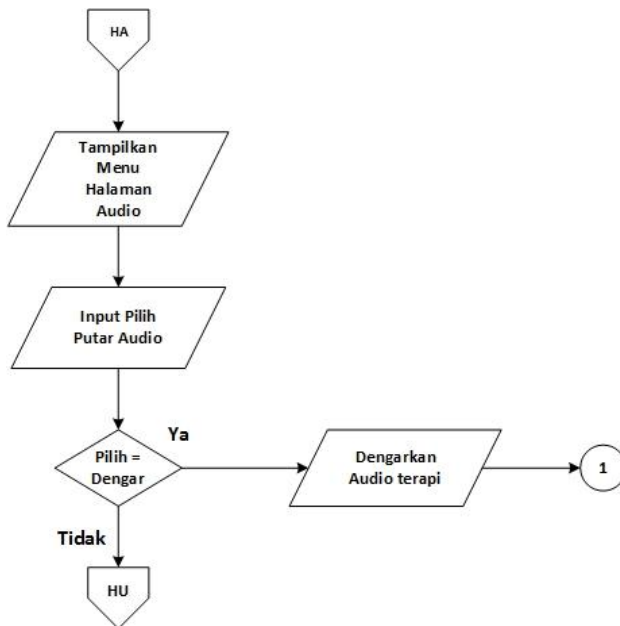 HA
Tampilkan
Menu
Halaman
Audio
Input Pilih
Putar Audio
Pilih =
Dengar
Ya
Dengarkan
Audio terapi
1
Tidak
HU